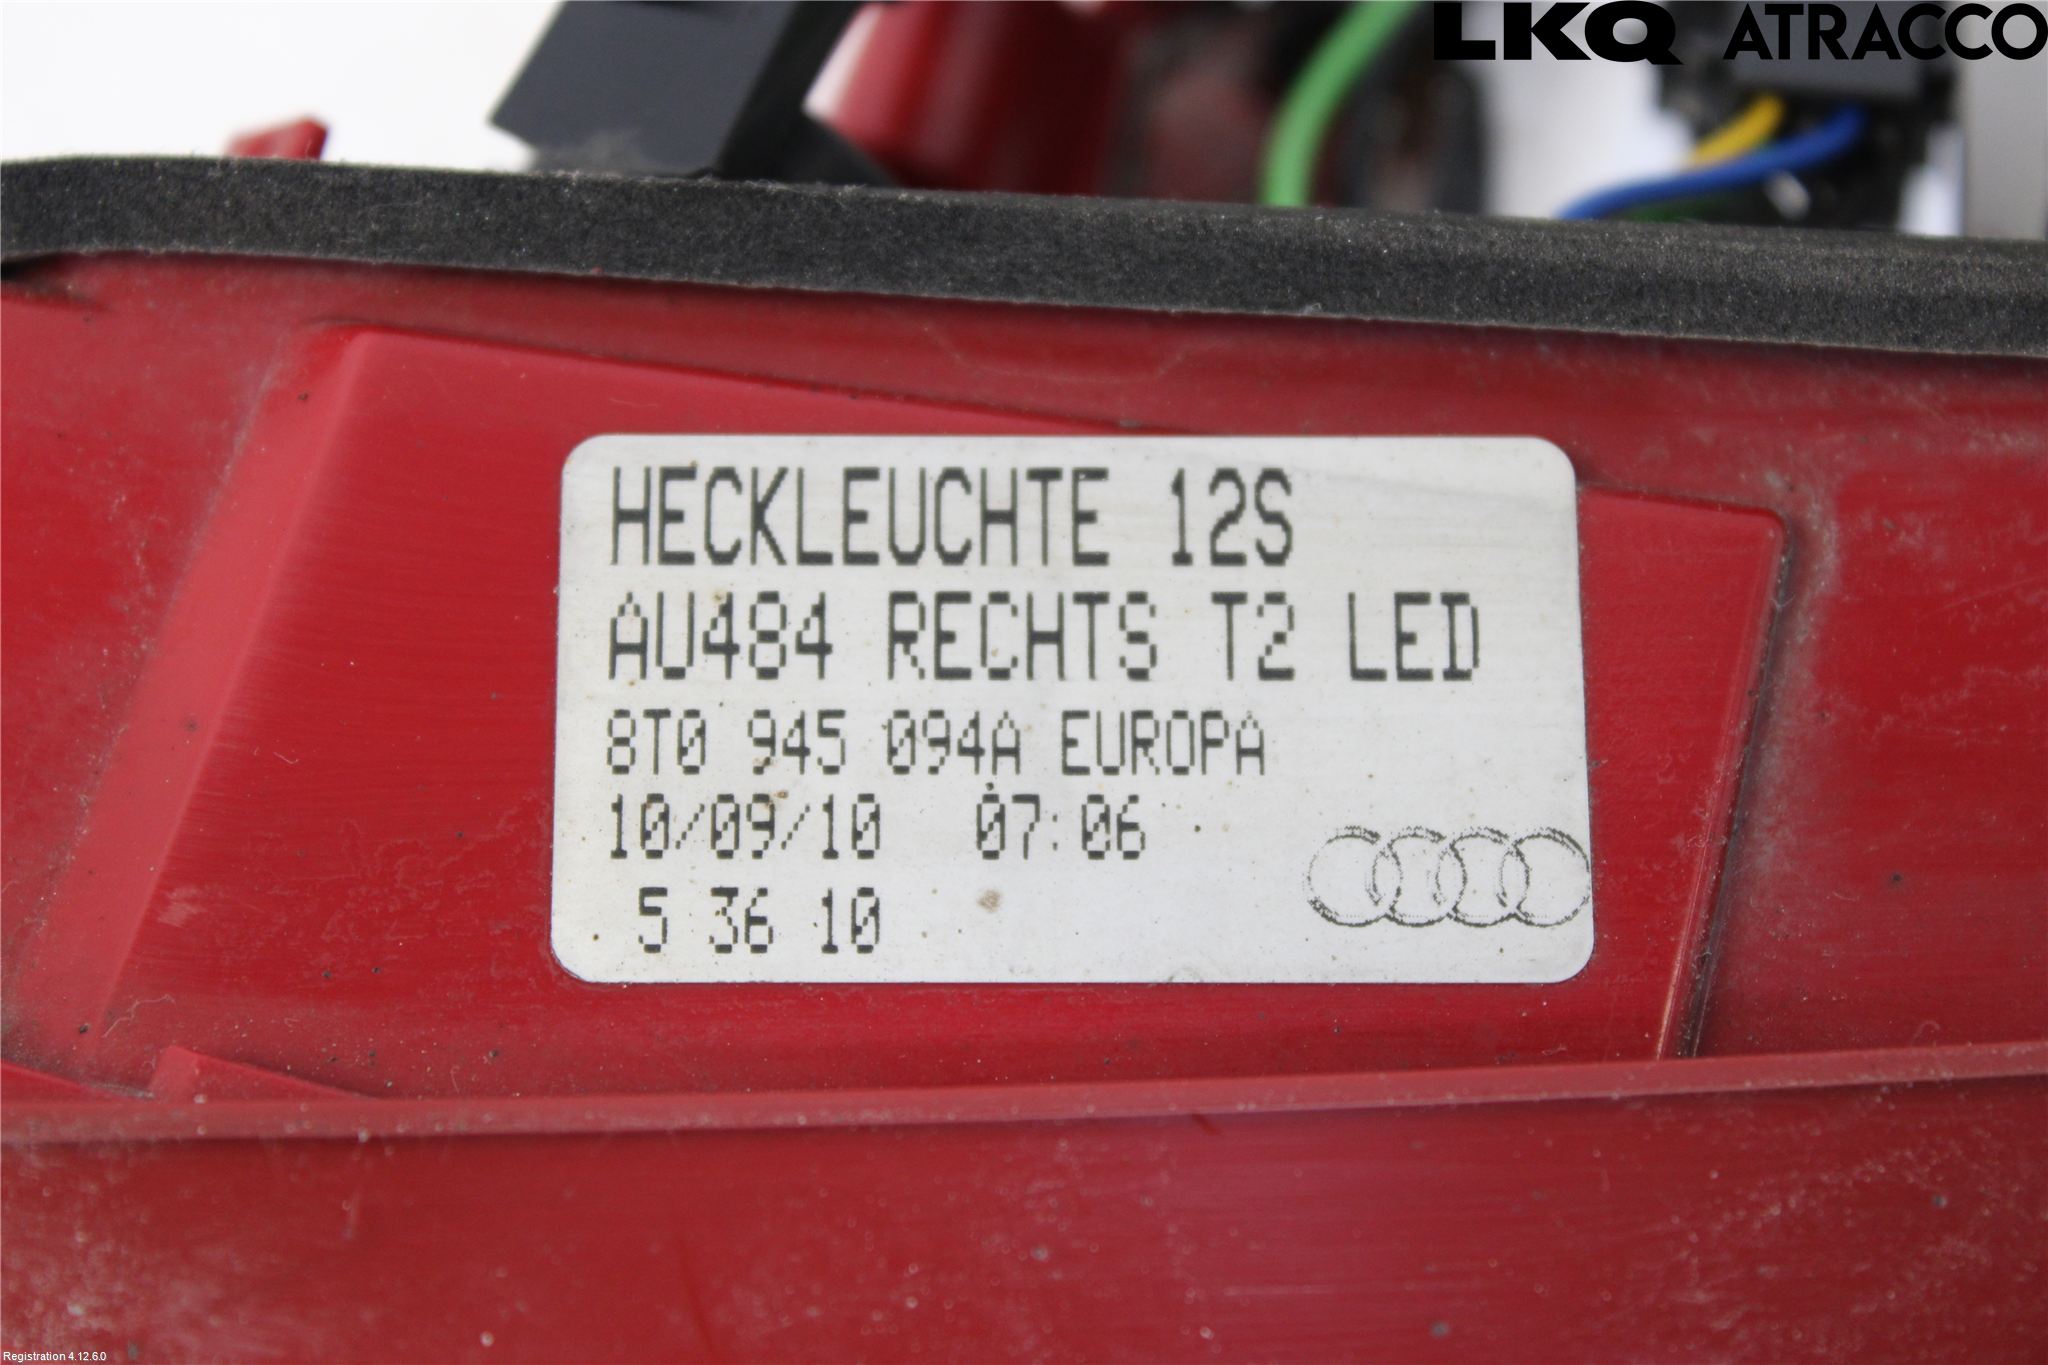 LKQ ATRACCO
HECKLEUCHTE 12S
AU484 RECHTS T2 LED
8T0 945 094A EUROPA
10/09/10 07:06
5 36 10
Registration 4.12.6.0